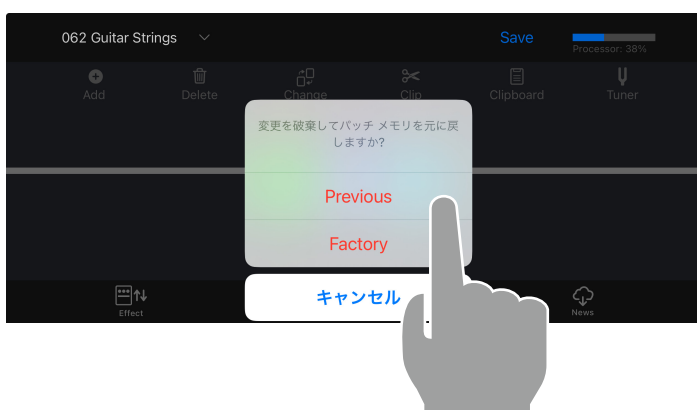 062 Guitar Strings
Save
Processor: 38%
Add
Delete
Change
Clip
Clipboard
Tuner
変更を破棄してパッチ メモリを元に戻
しますか?
Previous
Factory
キャンセル
Effect
News